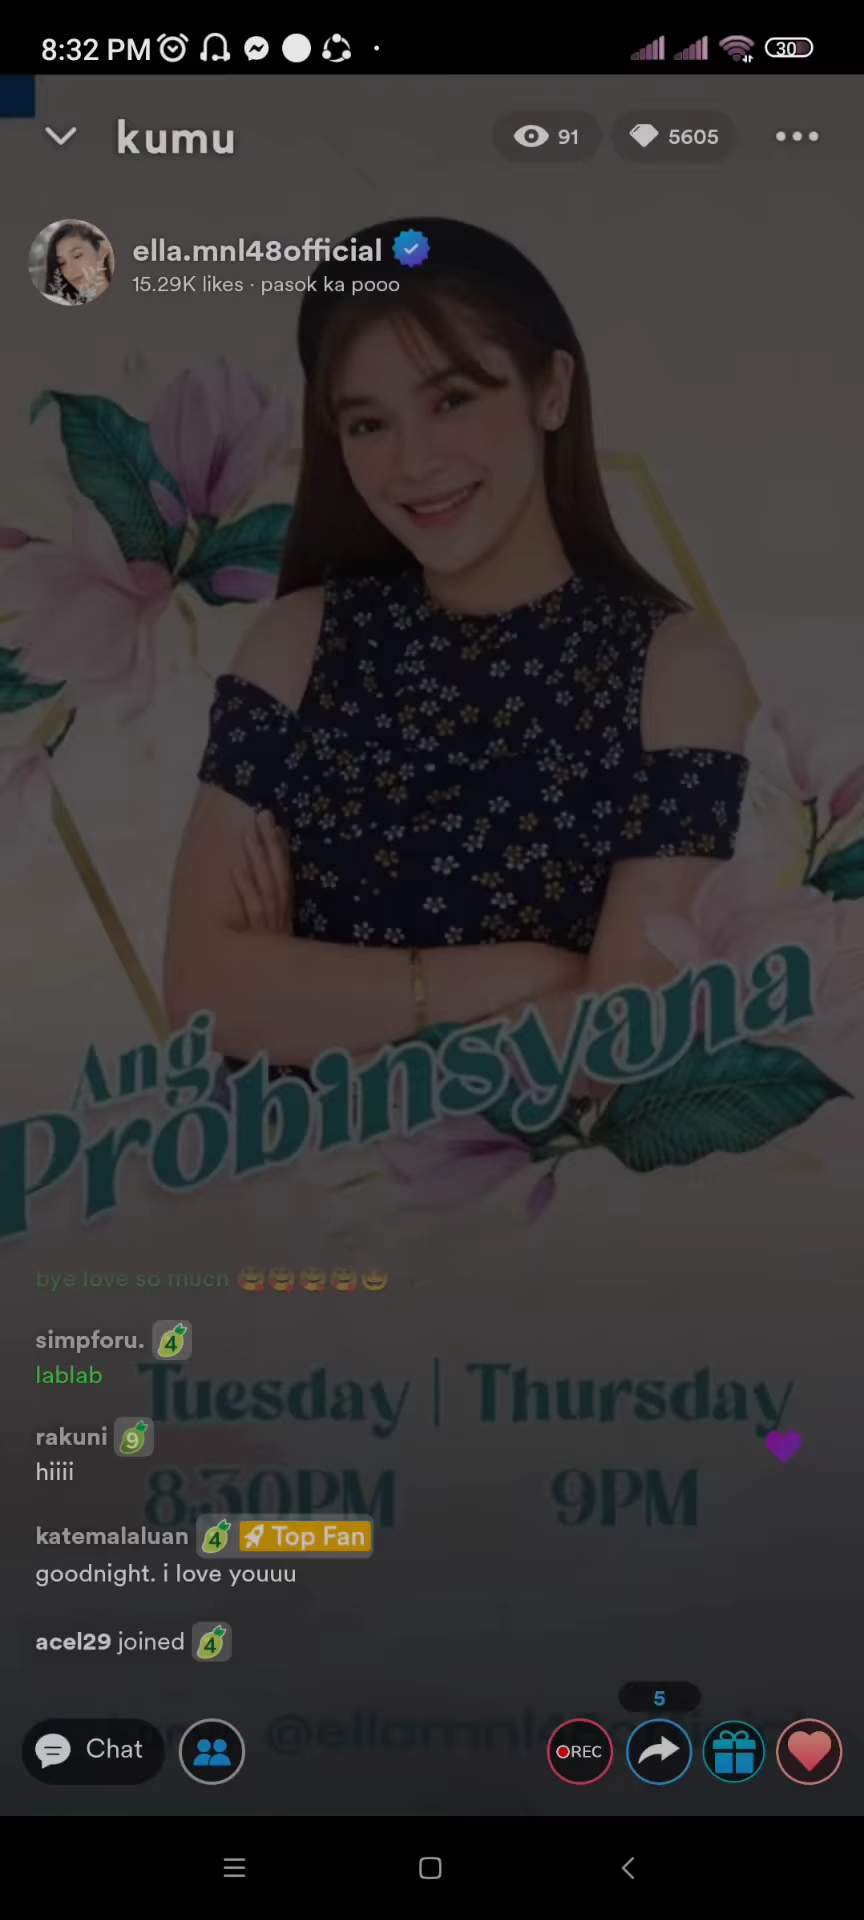 8:32 PM
30
kumu
91
5605
ella.mnl48official
15.29K likes · pasok ka pooo
Ang
Probinsyana
bye love so much 🥰🥰🥰🥰🤩
simpforu. 4
lablab
Tuesday | Thursday
rakuni 9
hiiii
8.30PM 9PM
katemalaluan 4 Top Fan
goodnight. i love youuu
acel29 joined 4
5
Chat
REC